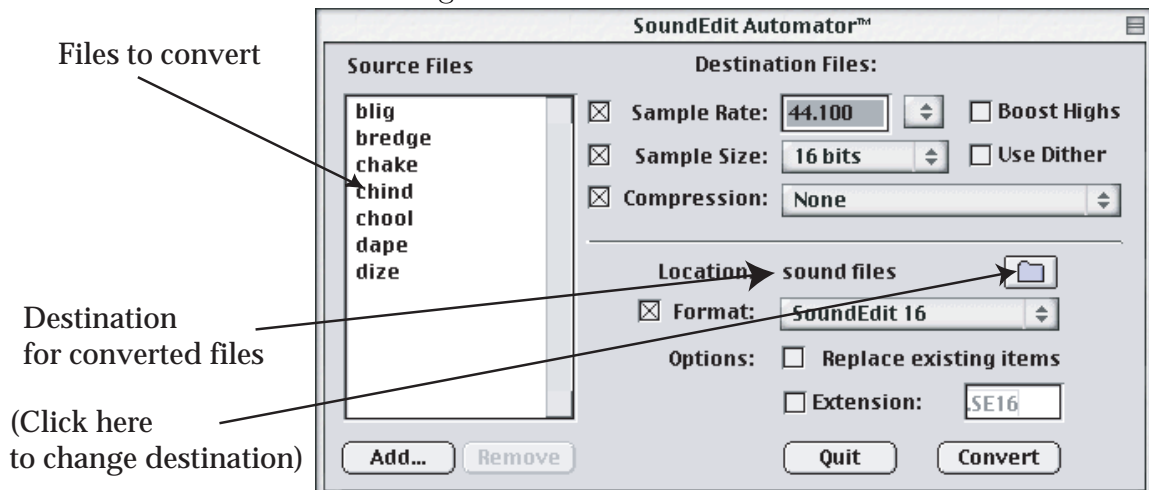 SoundEdit Automator™
Files to convert
Source Files
blig
bredge
chake
chind
chool
dape
dize
Add...
Remove
Destination Files:
Sample Rate: 44.100
Boost Highs
Sample Size: 16 bits
Use Dither
Compression: None
Location: sound files
Format: SoundEdit 16
Options: Replace existing items
Extension: .SE16
Quit
Convert
Destination
for converted files
(Click here
to change destination)